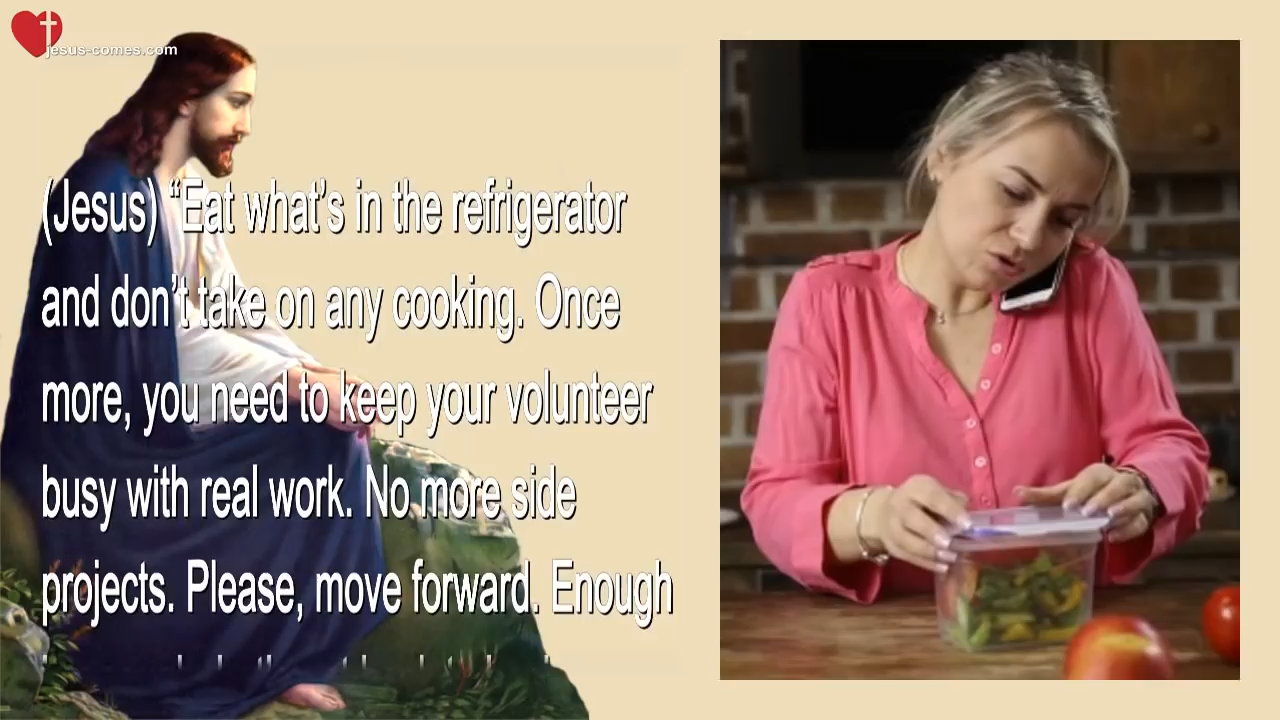 jesus-comes.com
(Jesus) “Eat what's in the refrigerator
and don't take on any cooking. Once
more, you need to keep your volunteer
busy with real work. No more side
projects. Please, move forward. Enough